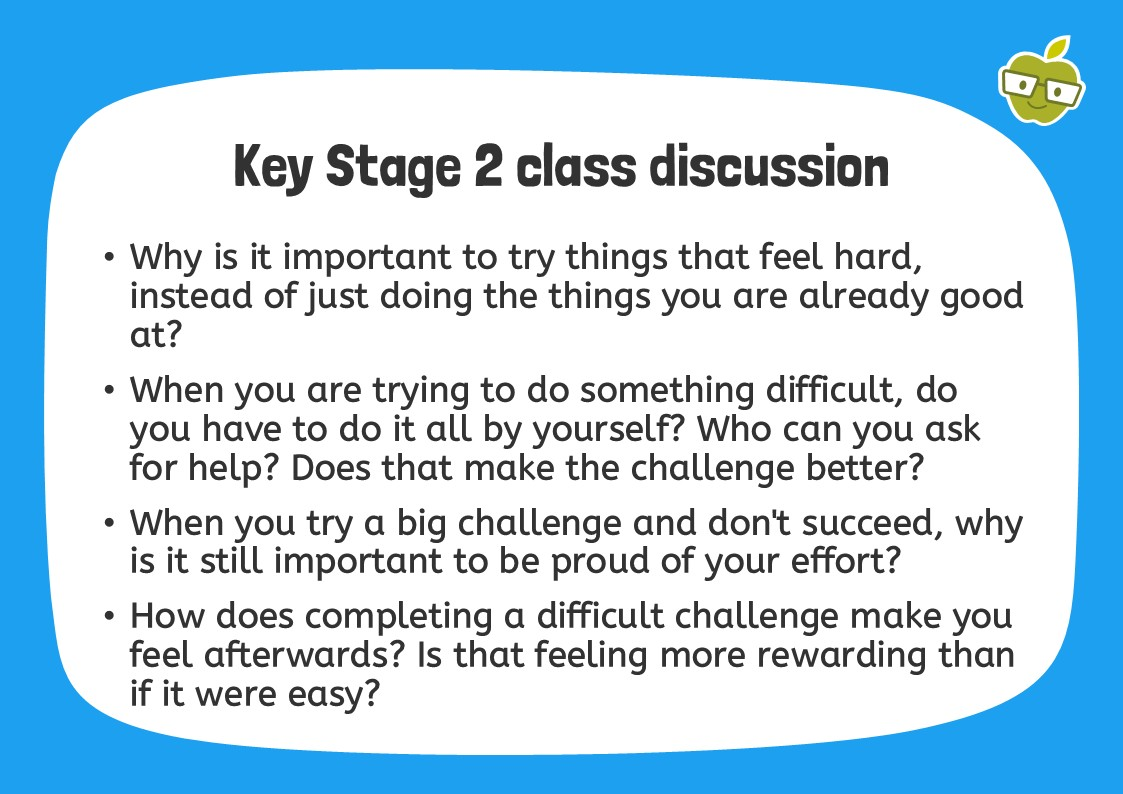 Key Stage 2 class discussion
• Why is it important to try things that feel hard,
instead of just doing the things you are already good
at?
• When you are trying to do something difficult, do
you have to do it all by yourself? Who can you ask
for help? Does that make the challenge better?
• When you try a big challenge and don't succeed, why
is it still important to be proud of your effort?
• How does completing a difficult challenge make you
feel afterwards? Is that feeling more rewarding than
if it were easy?